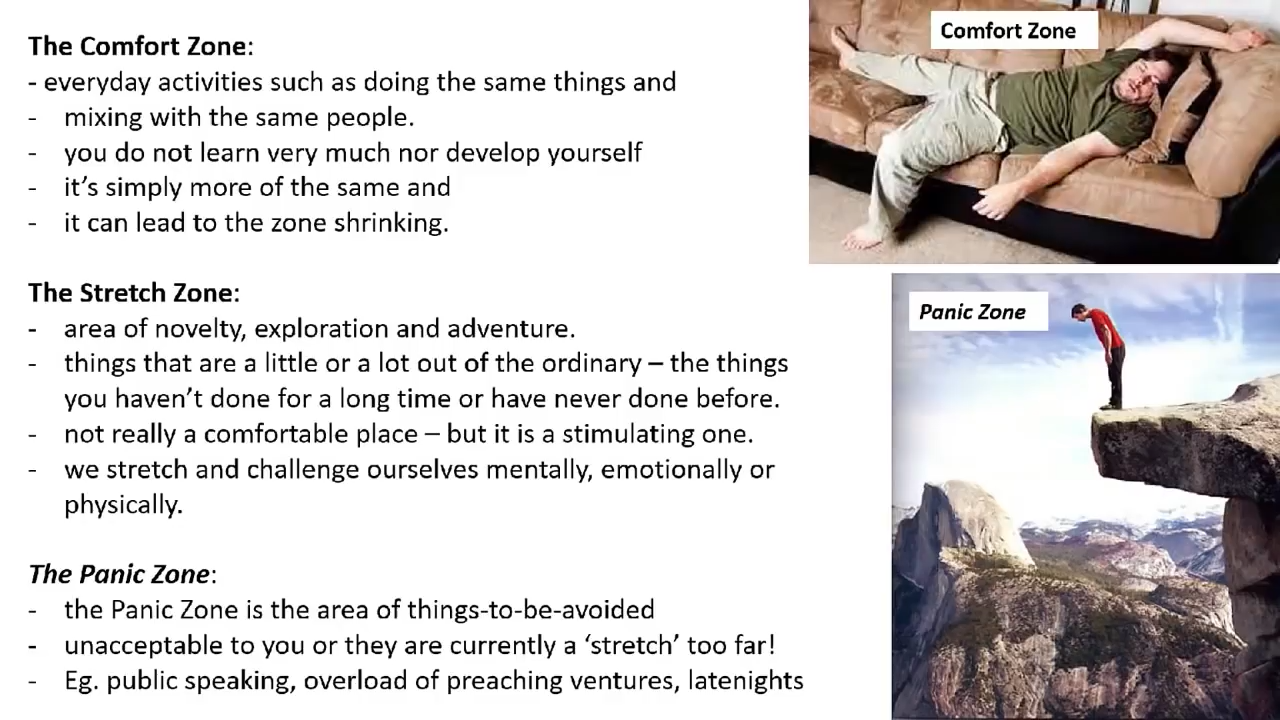 The Comfort Zone:
- everyday activities such as doing the same things and
- mixing with the same people.
- you do not learn very much nor develop yourself
- it’s simply more of the same and
- it can lead to the zone shrinking.
The Stretch Zone:
- area of novelty, exploration and adventure.
- things that are a little or a lot out of the ordinary – the things
you haven’t done for a long time or have never done before.
- not really a comfortable place – but it is a stimulating one.
- we stretch and challenge ourselves mentally, emotionally or
physically.
The Panic Zone:
- the Panic Zone is the area of things-to-be-avoided
- unacceptable to you or they are currently a ‘stretch’ too far!
- Eg. public speaking, overload of preaching ventures, latenights
Comfort Zone
Panic Zone